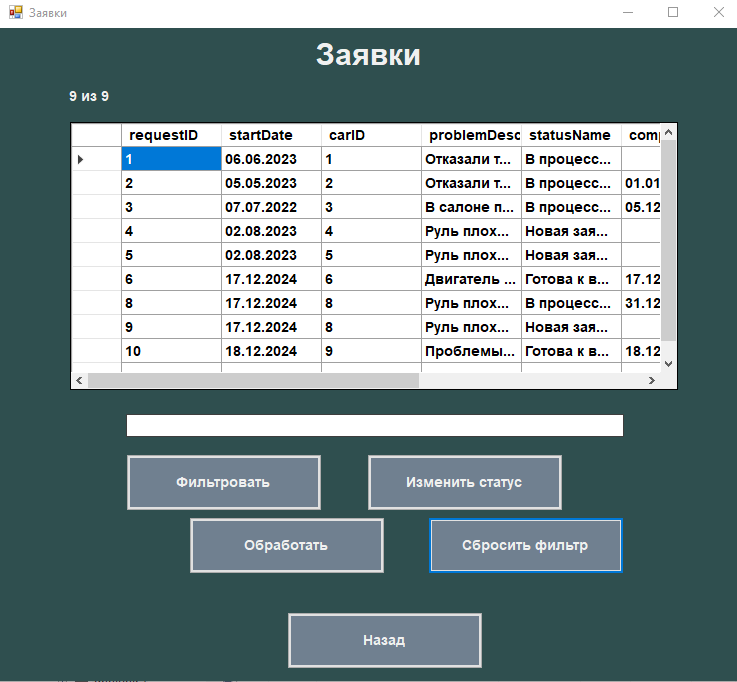 Заявки
Заявки
9 из 9
requestID startDate carID problemDesc statusName com
1 06.06.2023 1 Отказали т... В процесс...
2 05.05.2023 2 Отказали т... В процесс... 01.01
3 07.07.2022 3 В салоне п... В процесс... 05.12
4 02.08.2023 4 Руль плох... Новая зая...
5 02.08.2023 5 Руль плох... Новая зая...
6 17.12.2024 6 Двигатель ... Готова к в... 17.12
8 17.12.2024 8 Руль плох... В процесс... 31.12
9 17.12.2024 8 Руль плох... Новая зая...
10 18.12.2024 9 Проблемы... Готова к в... 18.12
Фильтровать Изменить статус
Обработать Сбросить фильтр
Назад